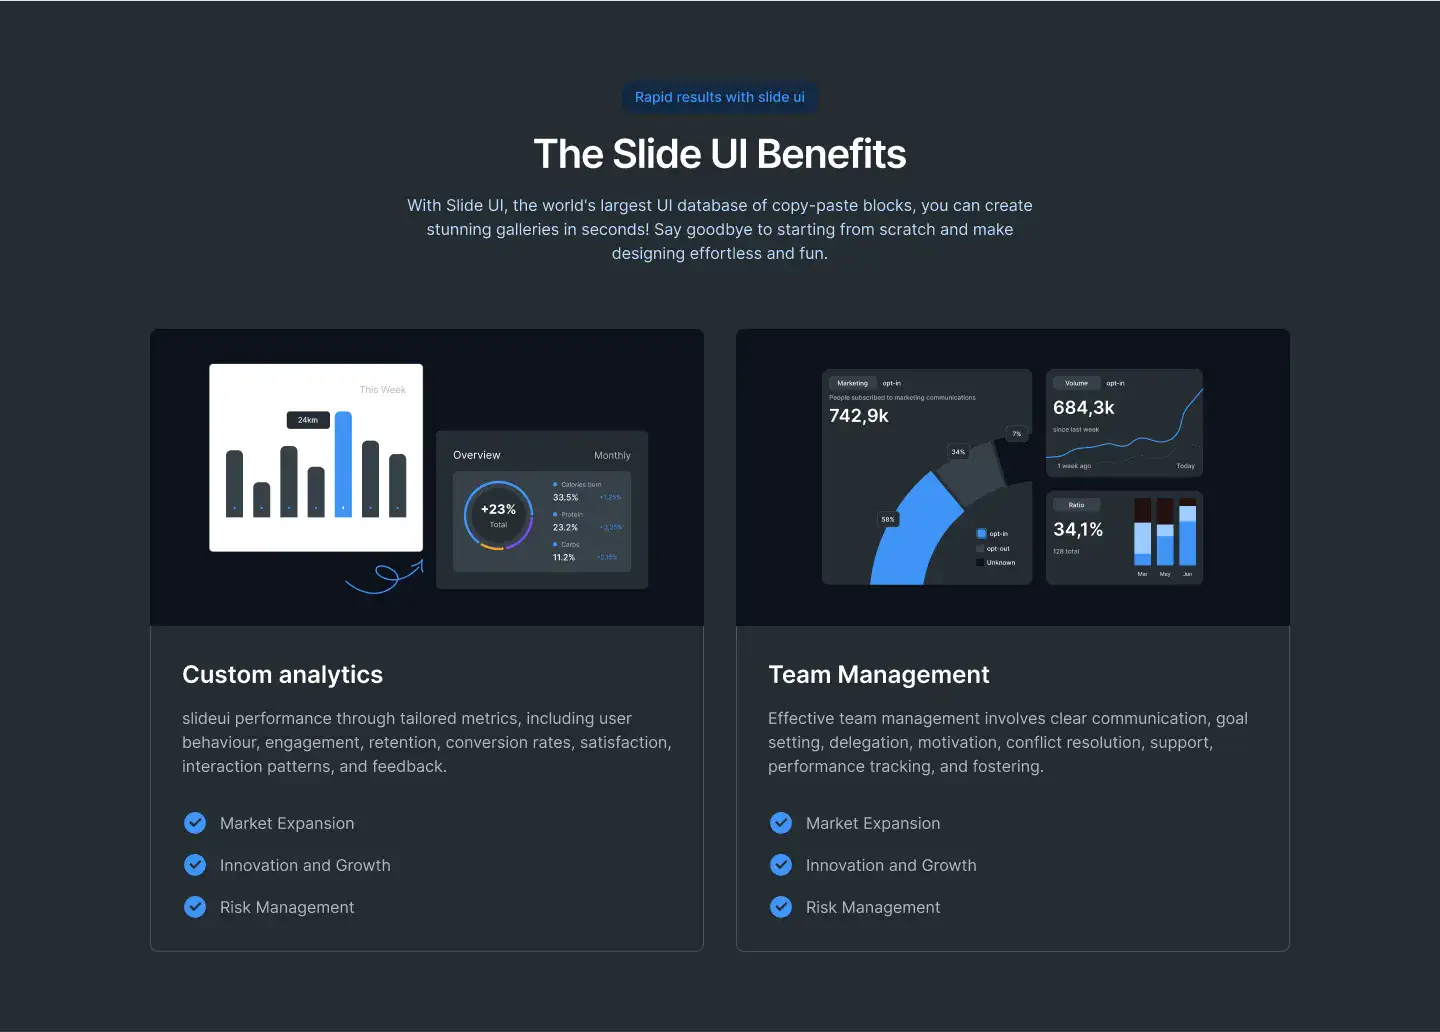 Rapid results with slide ui
The Slide UI Benefits
With Slide UI, the world's largest UI database of copy-paste blocks, you can create
stunning galleries in seconds! Say goodbye to starting from scratch and make
designing effortless and fun.
This Week
24km
Overview
Monthly
+23%
Total
Calories burn
33.5%
+1.25%
Protein
23.2%
Carbs
11.2%
Custom analytics
slideui performance through tailored metrics, including user
behaviour, engagement, retention, conversion rates, satisfaction,
interaction patterns, and feedback.
Market Expansion
Innovation and Growth
Risk Management
Marketing opt-in
People subscribed to marketing communications
742,9k
7%
34%
58%
opt-in
opt-out
Unknown
Volume opt-in
684,3k
since last week
1 week ago
Today
Ratio
34,1%
128 total
Mar
May
Jun
Team Management
Effective team management involves clear communication, goal
setting, delegation, motivation, conflict resolution, support,
performance tracking, and fostering.
Market Expansion
Innovation and Growth
Risk Management